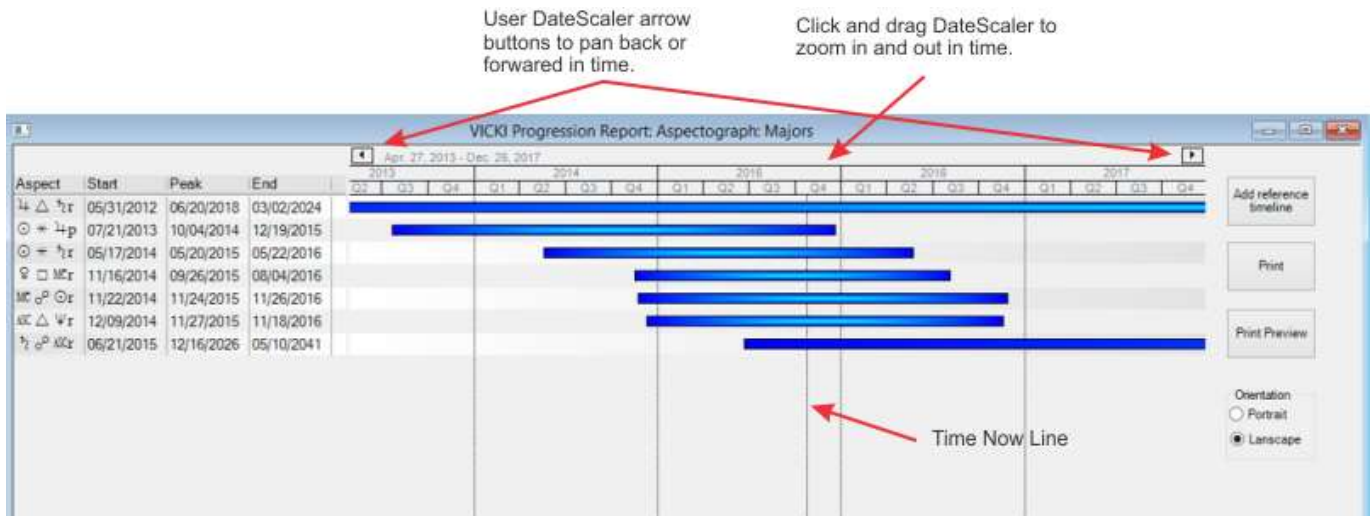 User DateScaler arrow
buttons to pan back or
forwared in time.
Click and drag DateScaler to
zoom in and out in time.
VICKI Progression Report: Aspectograph: Majors
Apr. 27, 2013 - Dec. 28, 2017
2013 2014 2015 2016 2017
Aspect Start Peak End Q2 Q3 Q4 Q1 Q2 Q3 Q4 Q1 Q2 Q3 Q4 Q1 Q2 Q3 Q4 Q1 Q2 Q3 Q4
♃ △ ♄r 05/31/2012 06/20/2018 03/02/2024
☉ ⚹ ♃p 07/21/2013 10/04/2014 12/19/2015
☉ ⚹ ♄r 05/17/2014 05/20/2015 05/22/2016
♀ □ MCr 11/16/2014 09/26/2015 08/04/2016
MC ☍ ☉r 11/22/2014 11/24/2015 11/26/2016
ASC △ ♆r 12/09/2014 11/27/2015 11/18/2016
♄ ☍ ASCr 06/21/2015 12/16/2026 05/10/2041
Add reference
timeline
Print
Print Preview
Orientation
Portrait
Lanscape
Time Now Line